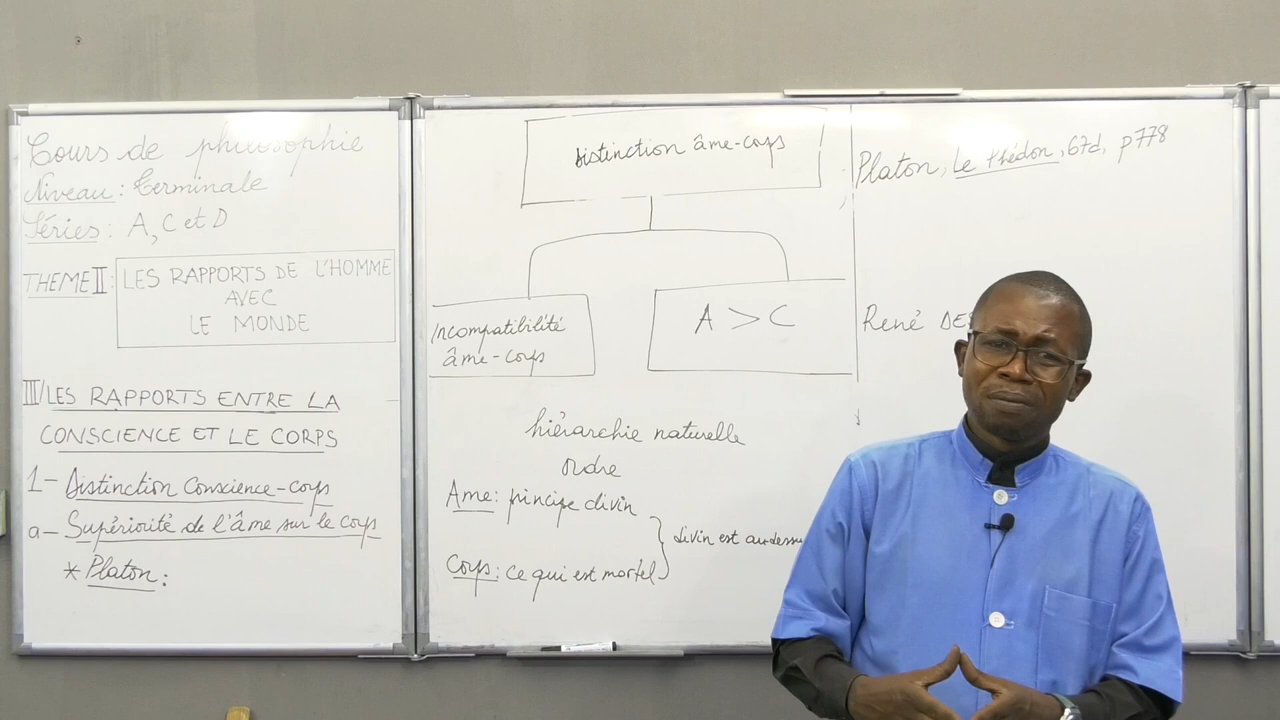 Cours de philosophie
Niveau : Terminale
Séries : A, C et D
THEME II :
LES RAPPORTS DE L'HOMME
AVEC
LE MONDE
III/ LES RAPPORTS ENTRE LA
CONSCIENCE ET LE CORPS
1- Distinction Conscience-corps
a- Supériorité de l'âme sur le corps
* Platon :
Distinction âme-corps
Incompatibilité
âme-corps
A > C
hiérarchie naturelle
ordre
Ame : principe divin
Corps : ce qui est mortel
divin est au-dessu
Platon, Le Phédon, 67d, p778
René DES